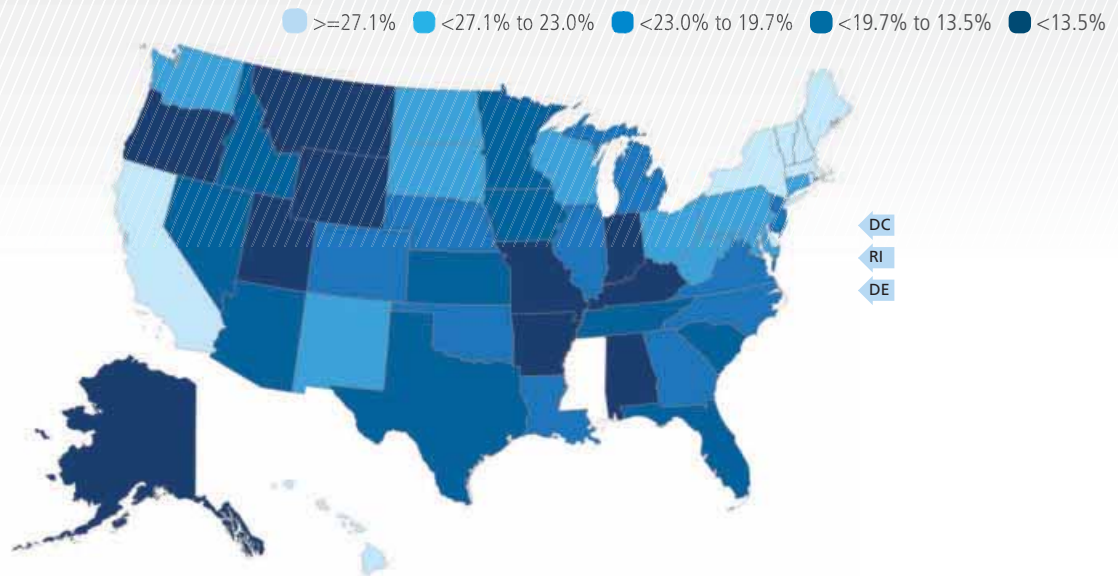 >=27.1% <27.1% to 23.0% <23.0% to 19.7% <19.7% to 13.5% <13.5%
DC
RI
DE